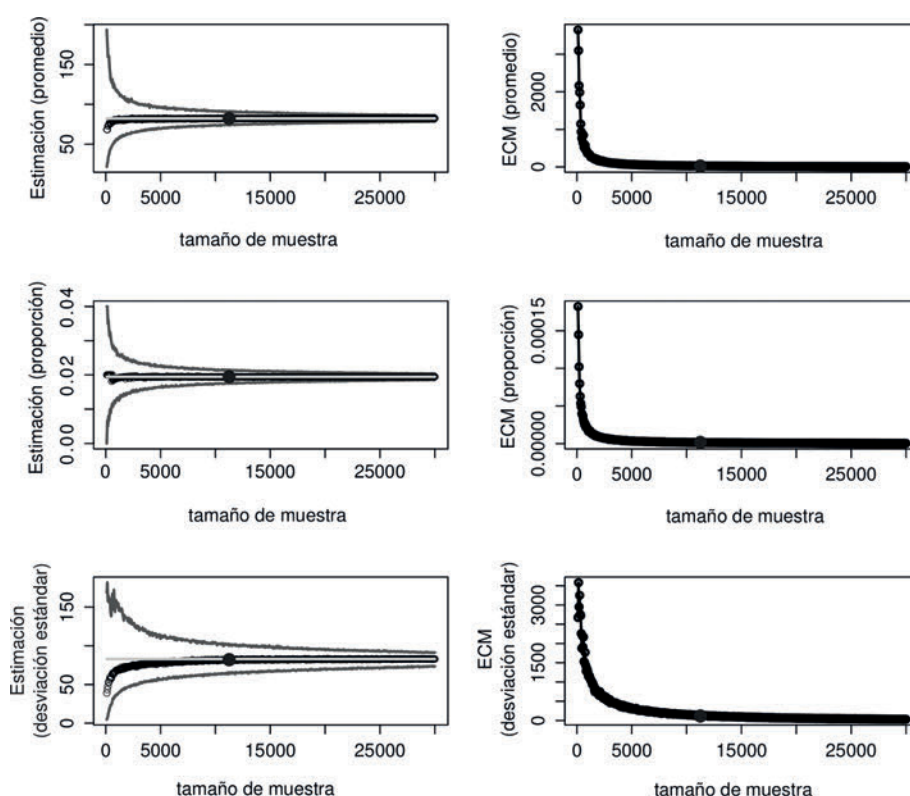 Estimación (promedio)
50
150
0
5000
15000
25000
tamaño de muestra
ECM (promedio)
0
2000
0
5000
15000
25000
tamaño de muestra
Estimación (proporción)
0.00
0.02
0.04
0
5000
15000
25000
tamaño de muestra
ECM (proporción)
0.00000
0.00015
0
5000
15000
25000
tamaño de muestra
Estimación
(desviación estándar)
0
50
150
0
5000
15000
25000
tamaño de muestra
ECM
(desviación estándar)
0
500
1500
3000
0
5000
15000
25000
tamaño de muestra